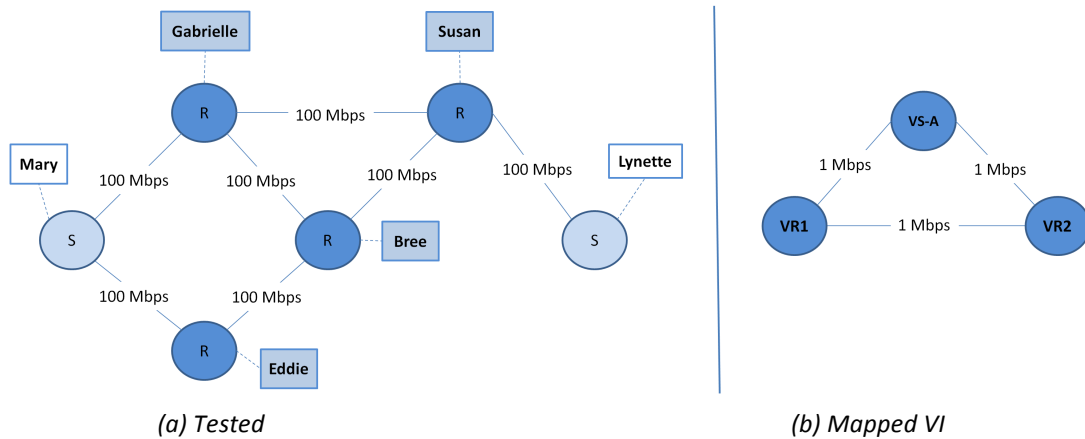 Gabrielle
Susan
R
100 Mbps
R
VS-A
Mary
100 Mbps
100 Mbps
100 Mbps
100 Mbps
Lynette
1 Mbps
1 Mbps
S
R
Bree
S
VR1
1 Mbps
VR2
100 Mbps
100 Mbps
R
Eddie
(a) Tested
(b) Mapped VI